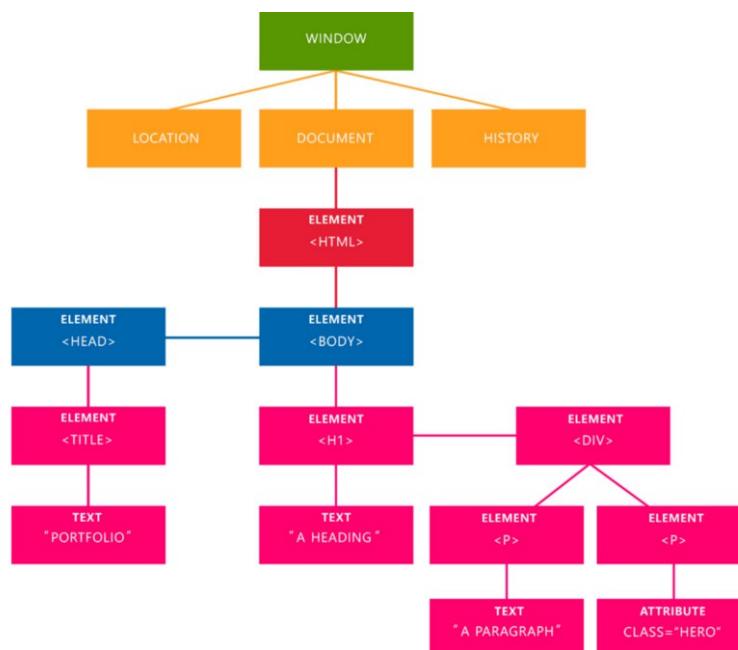 WINDOW
LOCATION
DOCUMENT
HISTORY
ELEMENT
<HTML>
ELEMENT
<HEAD>
ELEMENT
<BODY>
ELEMENT
<TITLE>
ELEMENT
<H1>
ELEMENT
<DIV>
TEXT
"PORTFOLIO"
TEXT
"A HEADING"
ELEMENT
<P>
ELEMENT
<P>
TEXT
"A PARAGRAPH"
ATTRIBUTE
CLASS="HERO"